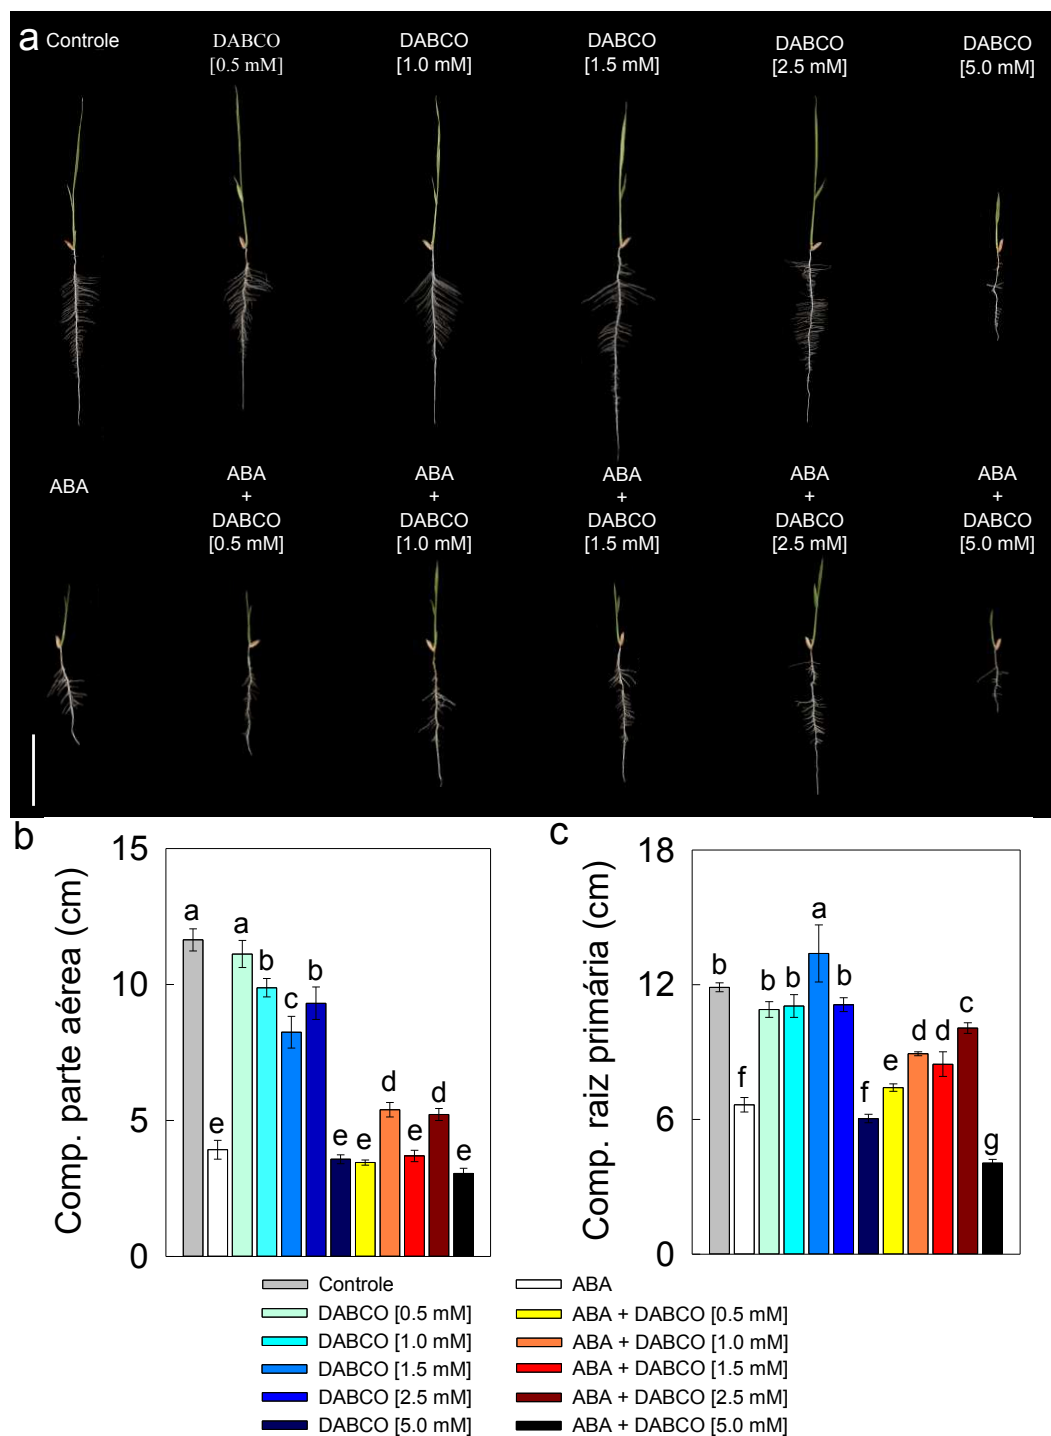 a
Controle
DABCO
[0.5 mM]
DABCO
[1.0 mM]
DABCO
[1.5 mM]
DABCO
[2.5 mM]
DABCO
[5.0 mM]
ABA
ABA
+
DABCO
[0.5 mM]
ABA
+
DABCO
[1.0 mM]
ABA
+
DABCO
[1.5 mM]
ABA
+
DABCO
[2.5 mM]
ABA
+
DABCO
[5.0 mM]
b
Comp. parte aérea (cm)
15
10
5
0
a
e
a
b
c
b
e
e
d
e
d
e
c
Comp. raiz primária (cm)
18
12
6
0
b
f
b
b
a
b
f
e
d
d
c
g
Controle
DABCO [0.5 mM]
DABCO [1.0 mM]
DABCO [1.5 mM]
DABCO [2.5 mM]
DABCO [5.0 mM]
ABA
ABA + DABCO [0.5 mM]
ABA + DABCO [1.0 mM]
ABA + DABCO [1.5 mM]
ABA + DABCO [2.5 mM]
ABA + DABCO [5.0 mM]